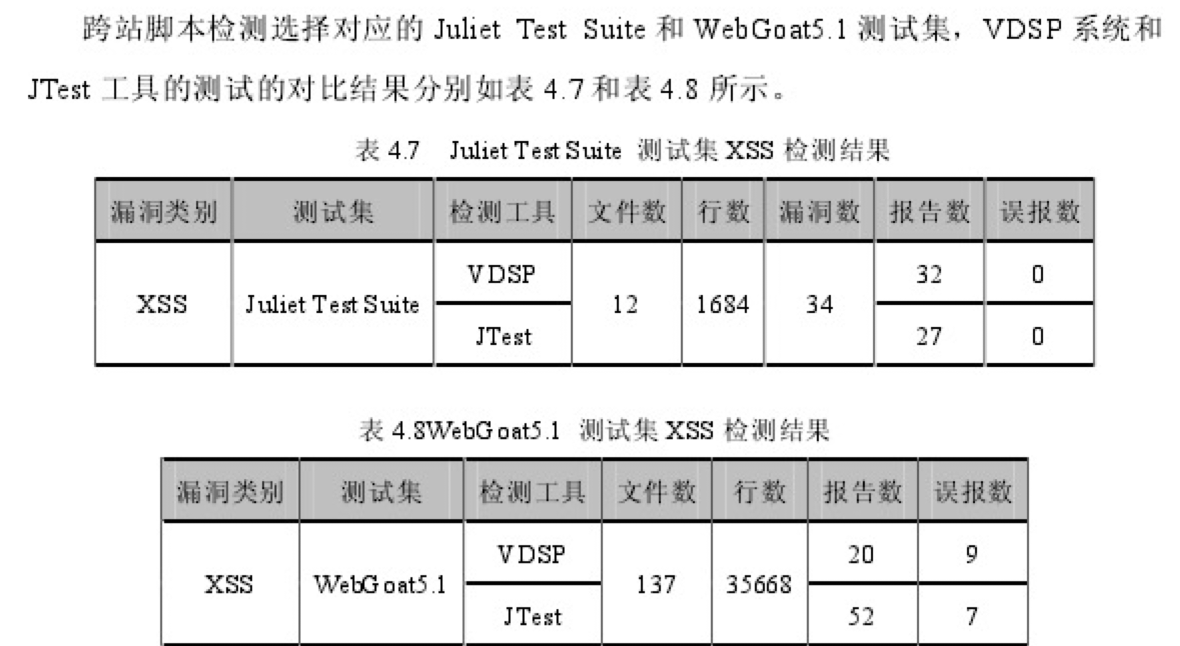 跨站脚本检测选择对应的 Juliet Test Suite 和 WebGoat5.1 测试集，VDSP 系统和
JTest 工具的测试的对比结果分别如表 4.7 和表 4.8 所示。
表 4.7 Juliet Test Suite 测试集 XSS 检测结果
漏洞类别 测试集 检测工具 文件数 行数 漏洞数 报告数 误报数
VDSP 32 0
XSS Juliet Test Suite 12 1684 34
JTest 27 0
表 4.8WebGoat5.1 测试集 XSS 检测结果
漏洞类别 测试集 检测工具 文件数 行数 报告数 误报数
VDSP 20 9
XSS WebGoat5.1 137 35668
JTest 52 7